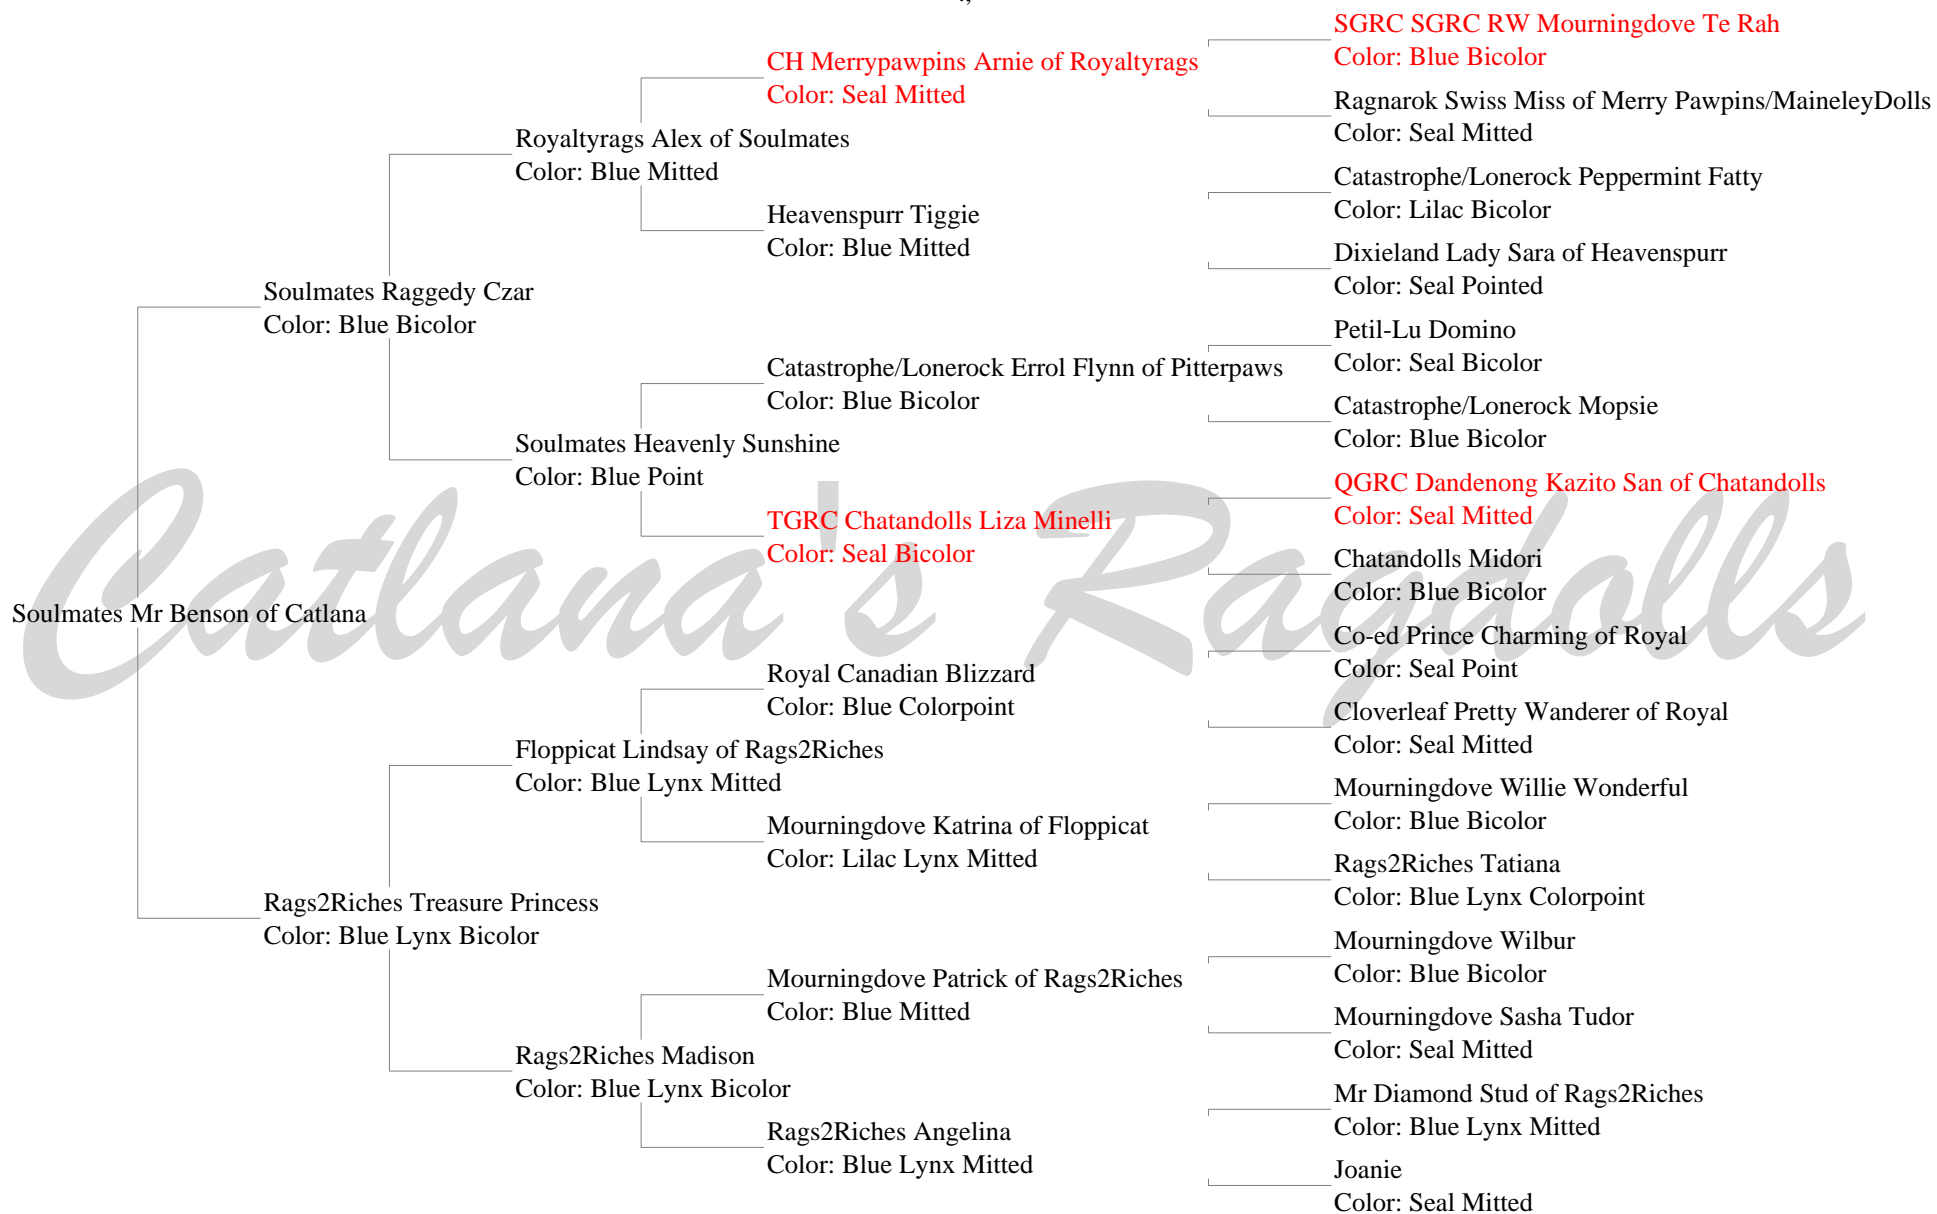 SGRC SGRC RW Mourningdove Te Rah
Color: Blue Bicolor
CH Merrypawpins Arnie of Royaltyrags
Color: Seal Mitted
Ragnarok Swiss Miss of Merry Pawpins/MaineleyDolls
Color: Seal Mitted
Royaltyrags Alex of Soulmates
Color: Blue Mitted
Catastrophe/Lonerock Peppermint Fatty
Color: Lilac Bicolor
Heavenspurr Tiggie
Color: Blue Mitted
Dixieland Lady Sara of Heavenspurr
Color: Seal Pointed
Soulmates Raggedy Czar
Color: Blue Bicolor
Petil-Lu Domino
Color: Seal Bicolor
Catastrophe/Lonerock Errol Flynn of Pitterpaws
Color: Blue Bicolor
Catastrophe/Lonerock Mopsie
Color: Blue Bicolor
Soulmates Heavenly Sunshine
Color: Blue Point
QGRC Dandenong Kazito San of Chatandolls
Color: Seal Mitted
TGRC Chatandolls Liza Minelli
Color: Seal Bicolor
Chatandolls Midori
Color: Blue Bicolor
Soulmates Mr Benson of Catlana
Catlana's Ragdolls
Co-ed Prince Charming of Royal
Color: Seal Point
Royal Canadian Blizzard
Color: Blue Colorpoint
Cloverleaf Pretty Wanderer of Royal
Color: Seal Mitted
Floppicat Lindsay of Rags2Riches
Color: Blue Lynx Mitted
Mourningdove Willie Wonderful
Color: Blue Bicolor
Mourningdove Katrina of Floppicat
Color: Lilac Lynx Mitted
Rags2Riches Tatiana
Color: Blue Lynx Colorpoint
Rags2Riches Treasure Princess
Color: Blue Lynx Bicolor
Mourningdove Wilbur
Color: Blue Bicolor
Mourningdove Patrick of Rags2Riches
Color: Blue Mitted
Mourningdove Sasha Tudor
Color: Seal Mitted
Rags2Riches Madison
Color: Blue Lynx Bicolor
Mr Diamond Stud of Rags2Riches
Color: Blue Lynx Mitted
Rags2Riches Angelina
Color: Blue Lynx Mitted
Joanie
Color: Seal Mitted